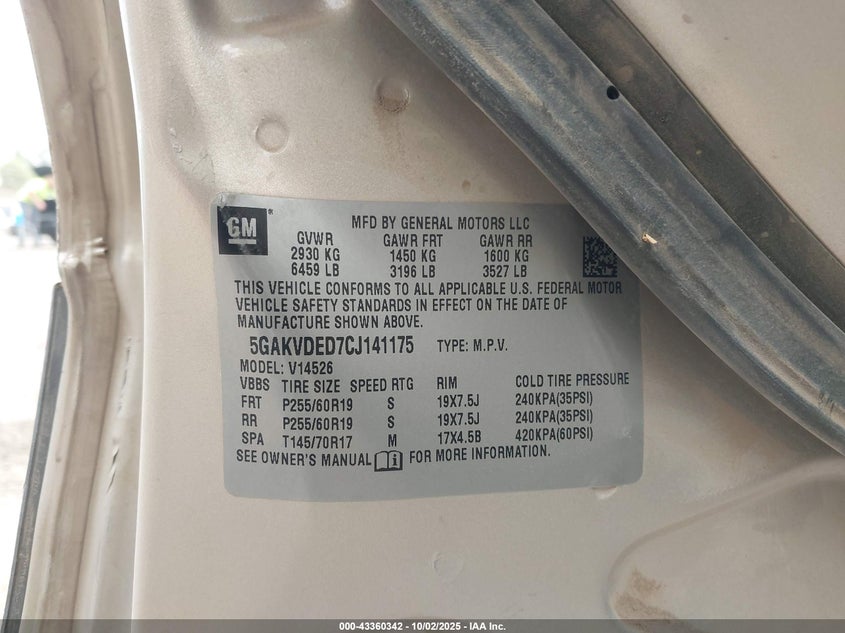 GM ®
MFD BY GENERAL MOTORS LLC
GVWR GAWR FRT GAWR RR
2930 KG 1450 KG 1600 KG
6459 LB 3196 LB 3527 LB
THIS VEHICLE CONFORMS TO ALL APPLICABLE U.S. FEDERAL MOTOR
VEHICLE SAFETY STANDARDS IN EFFECT ON THE DATE OF
MANUFACTURE SHOWN ABOVE.
5GAKVDED7CJ141175 TYPE: M.P.V.
MODEL: V14526
VBBS TIRE SIZE SPEED RTG RIM COLD TIRE PRESSURE
FRT P255/60R19 S 19X7.5J 240KPA(35PSI)
RR P255/60R19 S 19X7.5J 240KPA(35PSI)
SPA T145/70R17 M 17X4.5B 420KPA(60PSI)
SEE OWNER'S MANUAL i FOR MORE INFORMATION.
000-43360342 - 10/02/2025 - IAA Inc.